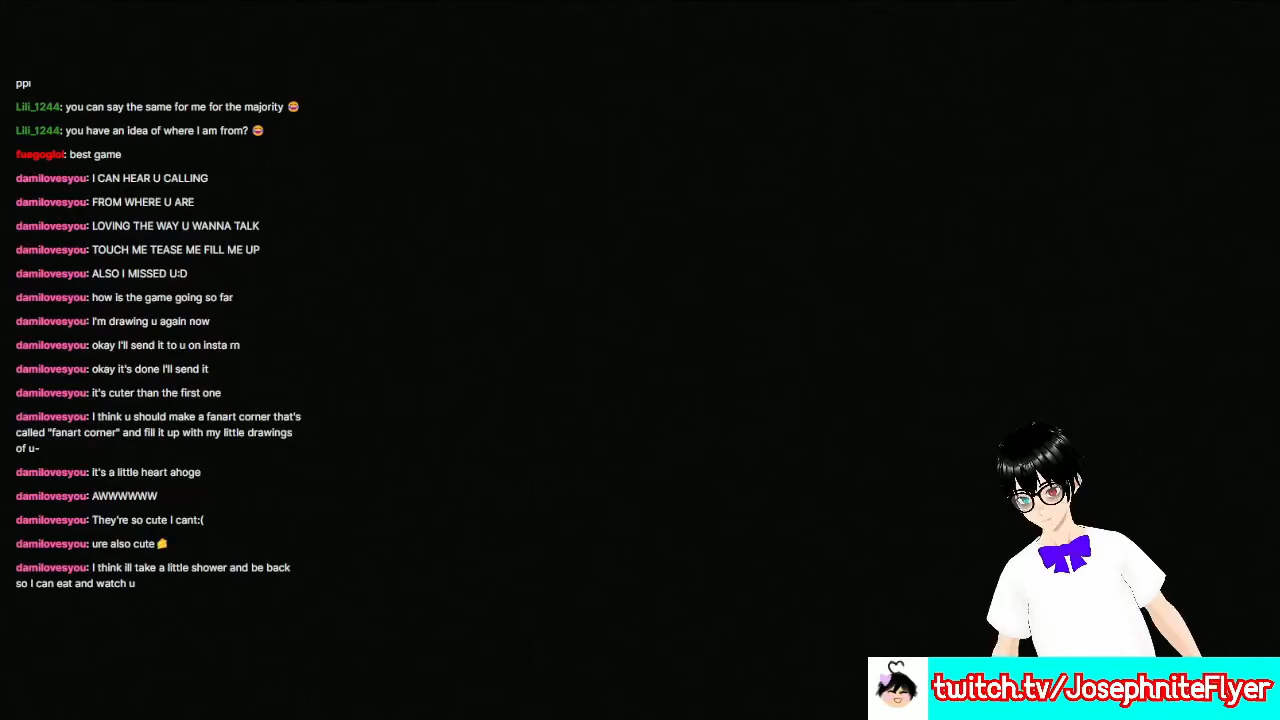 Lili_1244: you can say the same for me for the majority 😂
Lili_1244: you have an idea of where I am from? 😂
fuegoglol: best game
damilovesyou: I CAN HEAR U CALLING
damilovesyou: FROM WHERE U ARE
damilovesyou: LOVING THE WAY U WANNA TALK
damilovesyou: TOUCH ME TEASE ME FILL ME UP
damilovesyou: ALSO I MISSED U:D
damilovesyou: how is the game going so far
damilovesyou: I'm drawing u again now
damilovesyou: okay I'll send it to u on insta rn
damilovesyou: okay it's done I'll send it
damilovesyou: it's cuter than the first one
damilovesyou: I think u should make a fanart corner that's
called "fanart corner" and fill it up with my little drawings
of u-
damilovesyou: it's a little heart ahoge
damilovesyou: AWWWWWW
damilovesyou: They're so cute I cant:(
damilovesyou: ure also cute🧀
damilovesyou: I think ill take a little shower and be back
so I can eat and watch u
twitch.tv/JosephniteFlyer